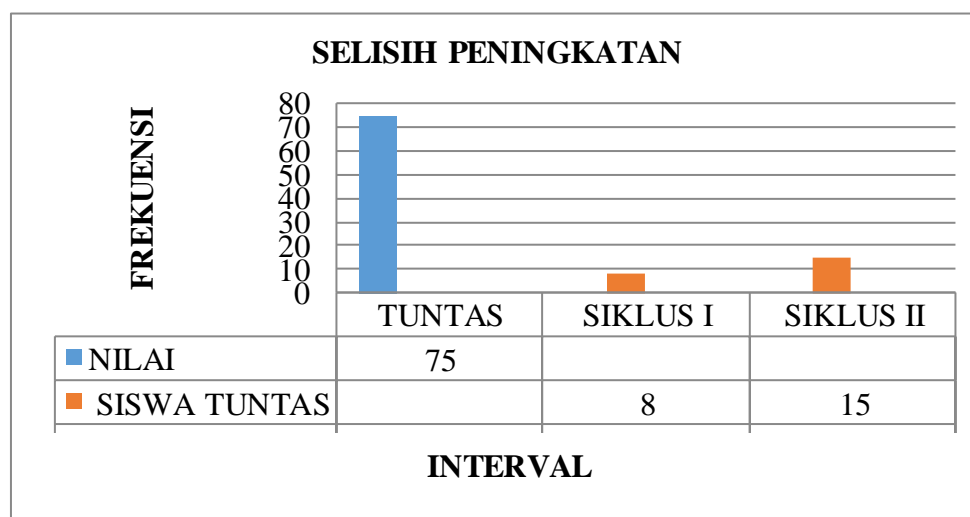 SELISIH PENINGKATAN
FREKUENSI
80
70
60
50
40
30
20
10
0
TUNTAS SIKLUS I SIKLUS II
NILAI 75
SISWA TUNTAS 8 15
INTERVAL